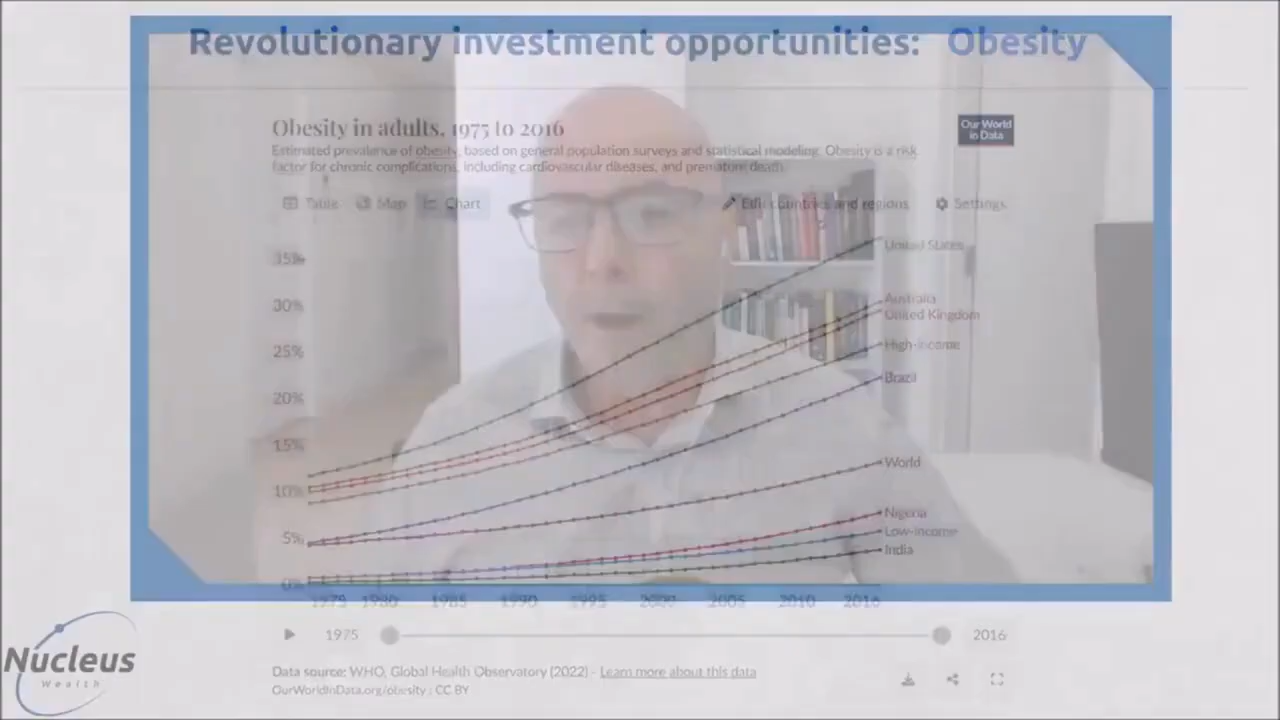 Revolutionary investment opportunities: Obesity
Obesity in adults, 1975 to 2016
Our World
in Data
Estimated prevalence of obesity, based on general population surveys and statistical modeling. Obesity is a risk
factor for chronic complications, including cardiovascular diseases, and premature death.
Table Map Chart Edit countries and regions Settings
35%
30%
25%
20%
15%
10%
5%
0%
United States
Australia
United Kingdom
High-income
Brazil
World
Nigeria
Low-income
India
1975 1980 1985 1990 1995 2000 2005 2010 2016
1975 2016
Nucleus
Wealth
Data source: WHO, Global Health Observatory (2022) - Learn more about this data
OurWorldInData.org/obesity | CC BY